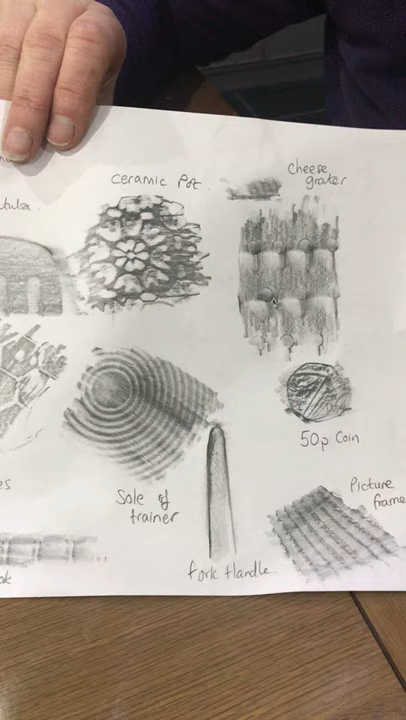 Ceramic Pot.
Cheese
grater
50p Coin
Sole of
trainer
Picture
frame
Fork Handle.